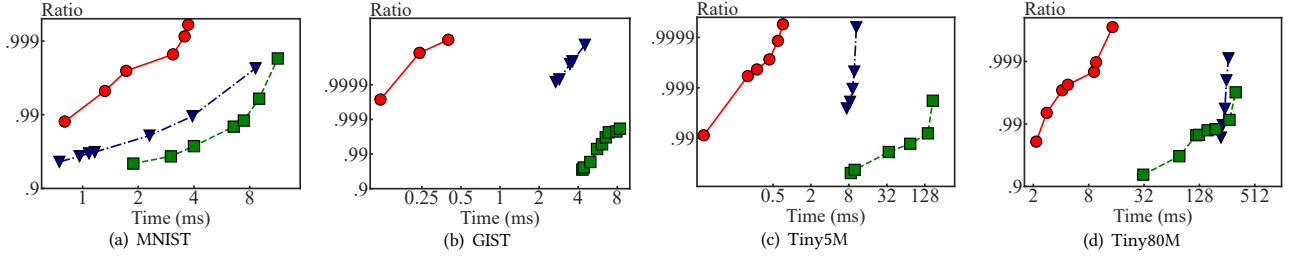 Ratio
.999
.99
.9
1 2 4 8
Time (ms)
(a) MNIST
Ratio
.9999
.999
.99
.9
0.25 0.5 1 2 4 8
Time (ms)
(b) GIST
Ratio
.9999
.999
.99
0.5 2 8 32 128
Time (ms)
(c) Tiny5M
Ratio
.999
.99
.9
2 8 32 128 512
Time (ms)
(d) Tiny80M